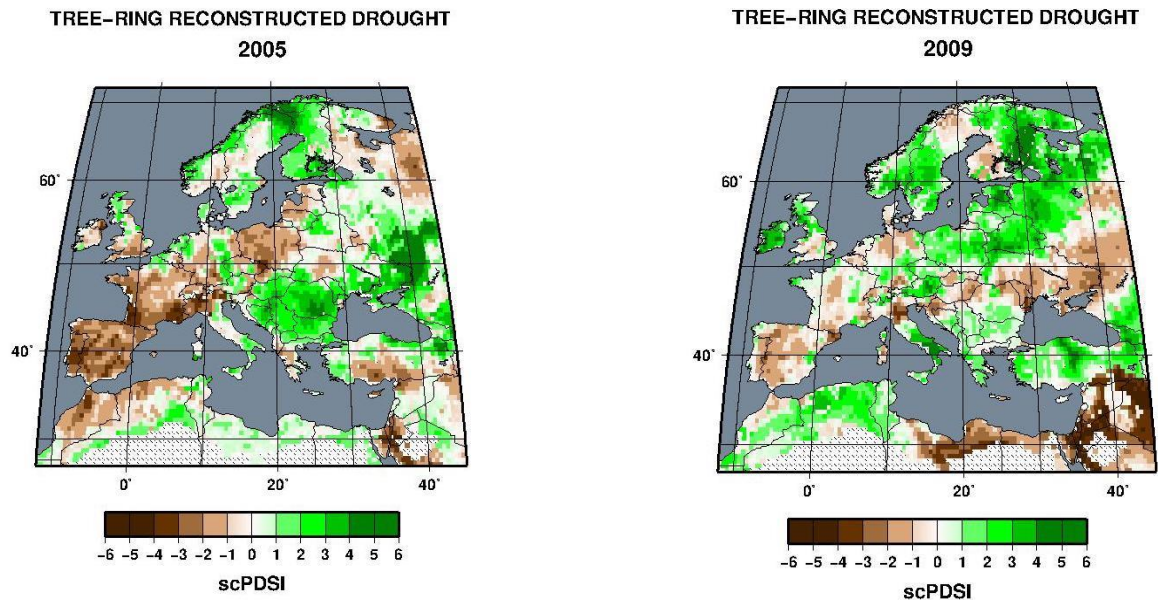 TREE-RING RECONSTRUCTED DROUGHT
2005
60°
40°
0°
20°
40°
-6 -5 -4 -3 -2 -1 0 1 2 3 4 5 6
scPDSI
TREE-RING RECONSTRUCTED DROUGHT
2009
60°
40°
0°
20°
40°
-6 -5 -4 -3 -2 -1 0 1 2 3 4 5 6
scPDSI